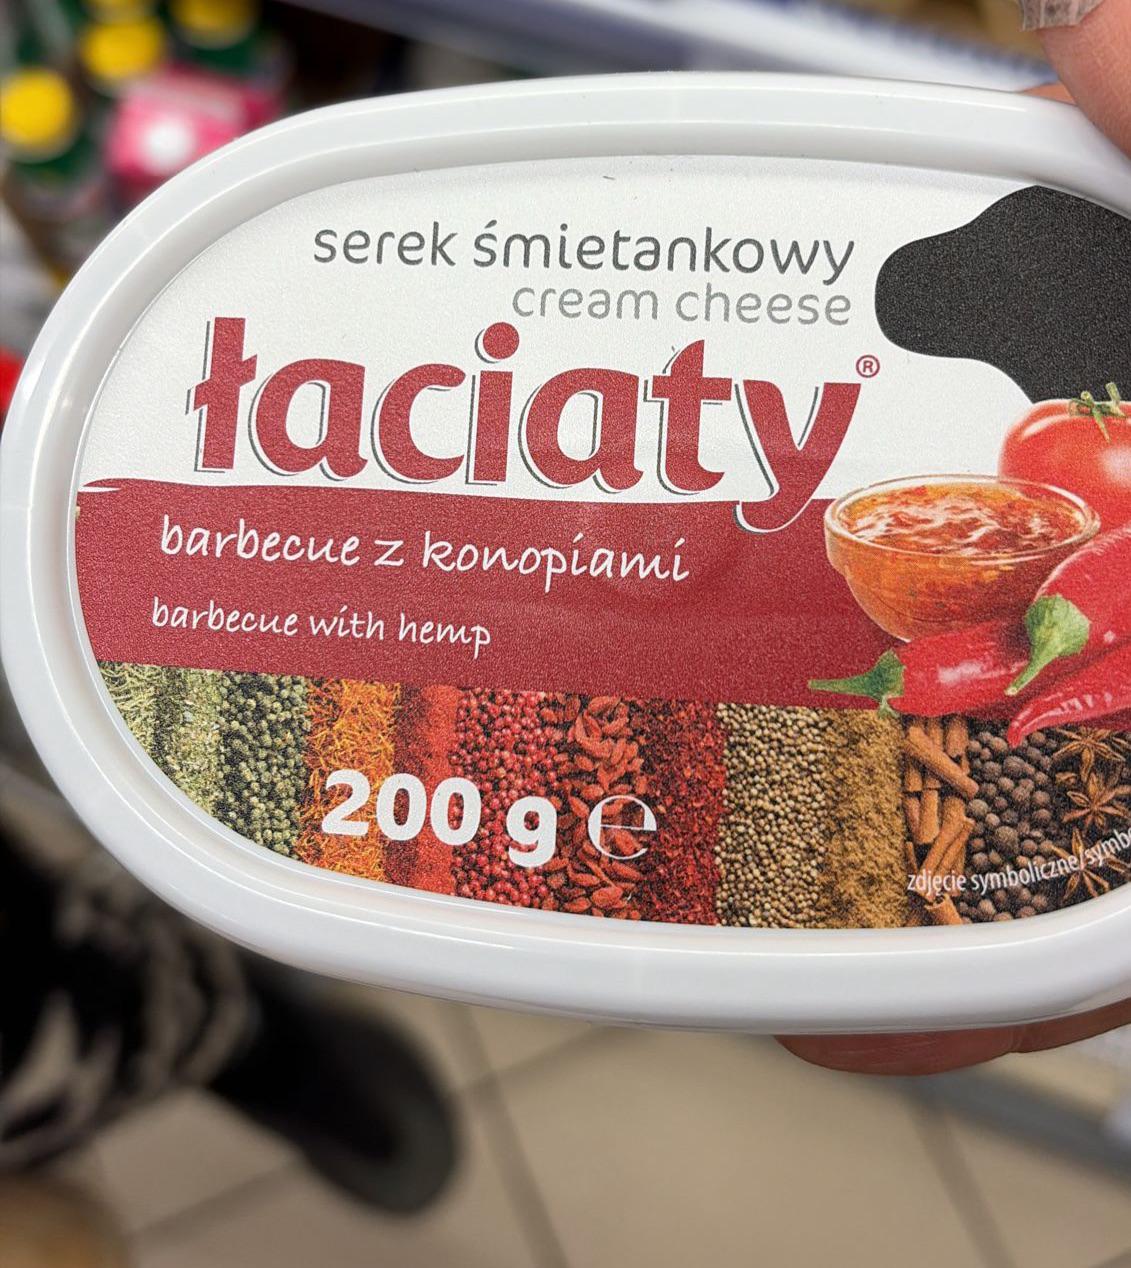 serek śmietankowy
cream cheese
łaciaty®
barbecue z konopiami
barbecue with hemp
200 g ℮
zdjęcie symboliczne/